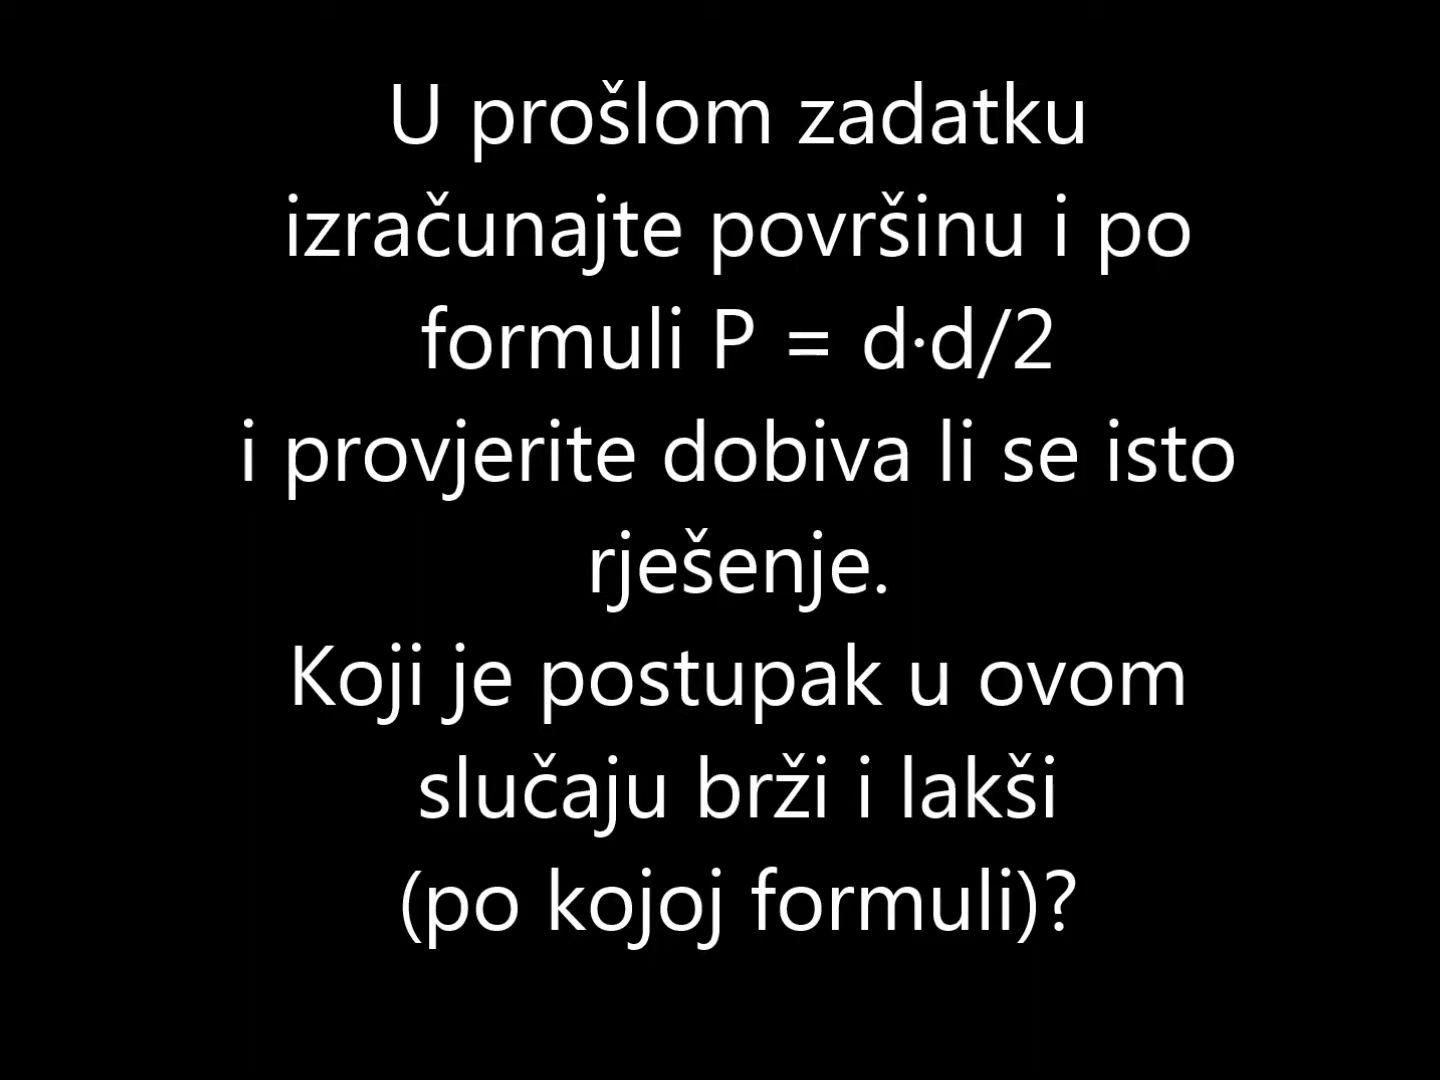 U prošlom zadatku
izračunajte površinu i po
formuli P = d·d/2
i provjerite dobiva li se isto
rješenje.
Koji je postupak u ovom
slučaju brži i lakši
(po kojoj formuli)?